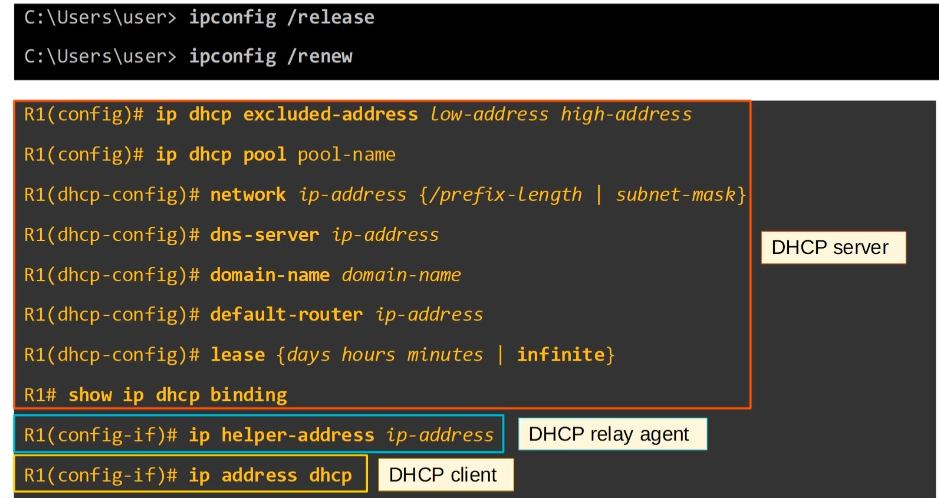 C:\Users\user> ipconfig /release
C:\Users\user> ipconfig /renew
R1(config)# ip dhcp excluded-address low-address high-address
R1(config)# ip dhcp pool pool-name
R1(dhcp-config)# network ip-address {/prefix-length | subnet-mask}
R1(dhcp-config)# dns-server ip-address
DHCP server
R1(dhcp-config)# domain-name domain-name
R1(dhcp-config)# default-router ip-address
R1(dhcp-config)# lease {days hours minutes | infinite}
R1# show ip dhcp binding
R1(config-if)# ip helper-address ip-address
DHCP relay agent
R1(config-if)# ip address dhcp
DHCP client